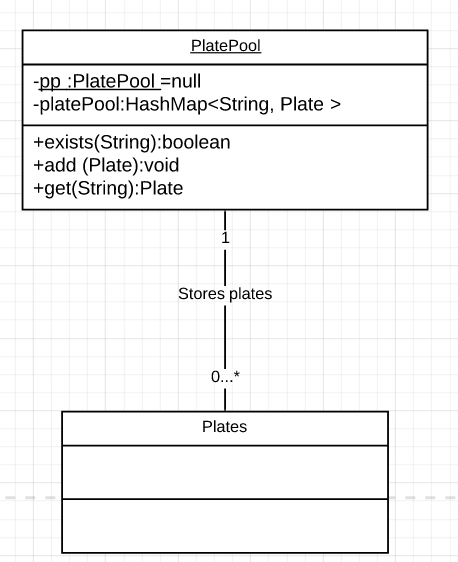 PlatePool
-pp :PlatePool =null
-platePool:HashMap<String, Plate >
+exists(String):boolean
+add (Plate):void
+get(String):Plate
1
Stores plates
0...*
Plates